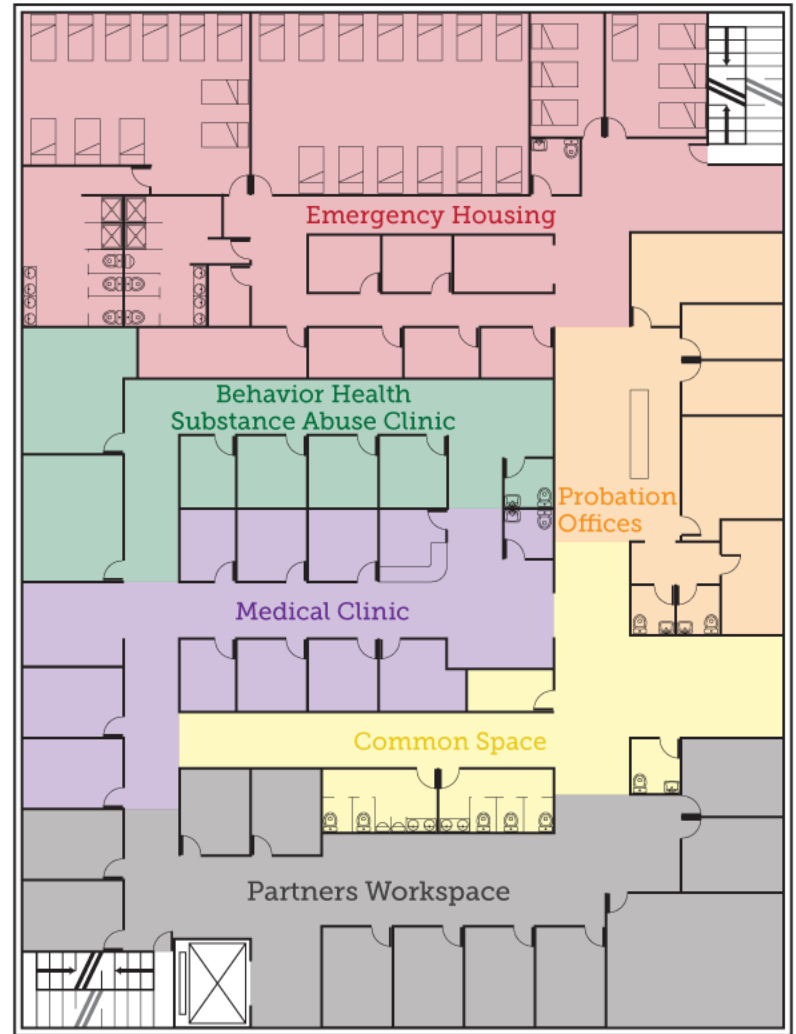 Emergency Housing
Behavior Health
Substance Abuse Clinic
Probation
Offices
Medical Clinic
Common Space
Partners Workspace